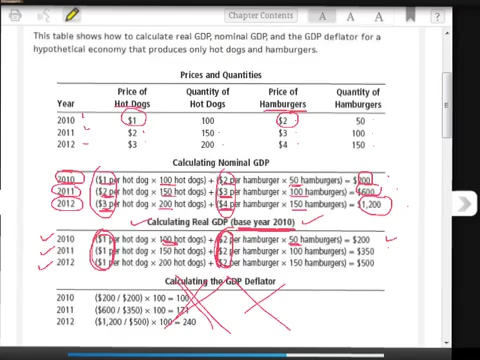 Chapter Contents
A A A
?
This table shows how to calculate real GDP, nominal GDP, and the GDP deflator for a
hypothetical economy that produces only hot dogs and hamburgers.
Prices and Quantities
Price of Quantity of Price of Quantity of
Year Hot Dogs Hot Dogs Hamburgers Hamburgers
2010 $1 100 $2 50
2011 $2 150 $3 100
2012 $3 200 $4 150
Calculating Nominal GDP
2010 ($1 per hot dog × 100 hot dogs) + ($2 per hamburger × 50 hamburgers) = $200
2011 ($2 per hot dog × 150 hot dogs) + ($3 per hamburger × 100 hamburgers) = $600
2012 ($3 per hot dog × 200 hot dogs) + ($4 per hamburger × 150 hamburgers) = $1,200
Calculating Real GDP (base year 2010)
2010 ($1 per hot dog × 100 hot dogs) + ($2 per hamburger × 50 hamburgers) = $200
2011 ($1 per hot dog × 150 hot dogs) + ($2 per hamburger × 100 hamburgers) = $350
2012 ($1 per hot dog × 200 hot dogs) + ($2 per hamburger × 150 hamburgers) = $500
Calculating the GDP Deflator
2010 ($200 / $200) × 100 = 100
2011 ($600 / $350) × 100 = 171
2012 ($1,200 / $500) × 100 = 240